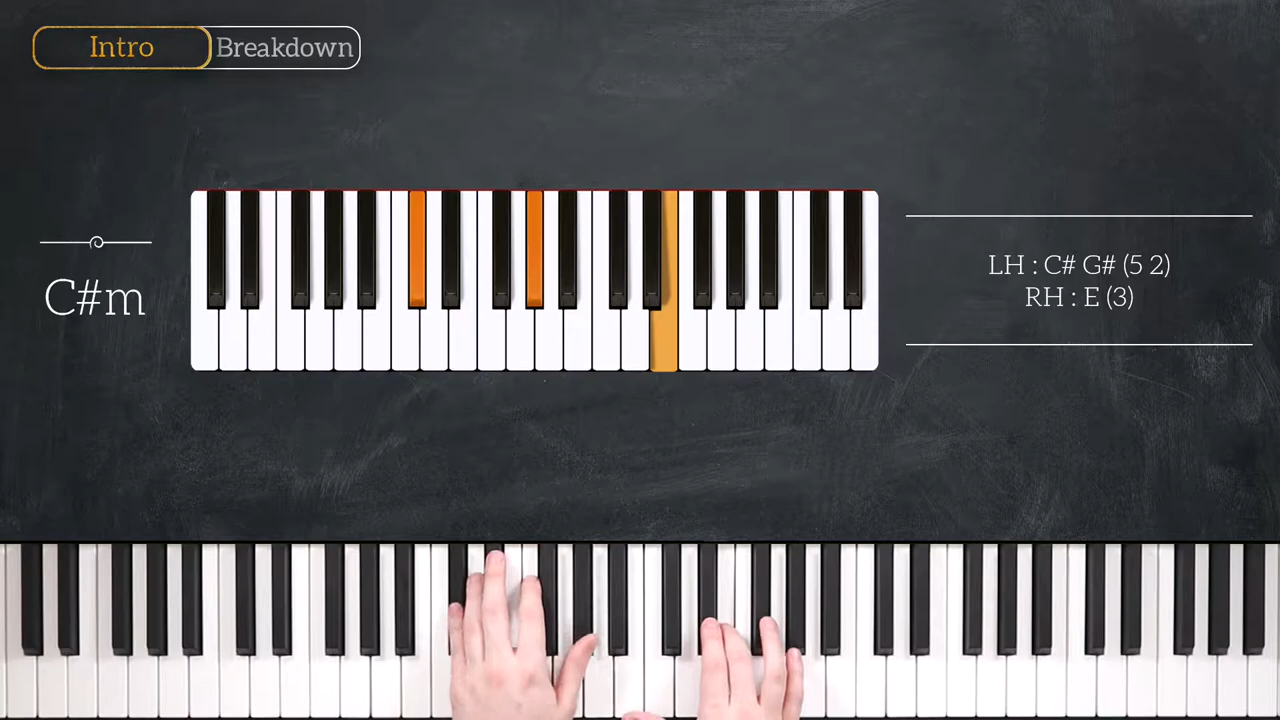 Intro
Breakdown
C#m
LH : C# G# (5 2)
RH : E (3)